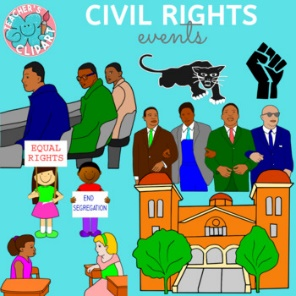 TEACHER'S
CLIPART
CIVIL RIGHTS
events
EQUAL
RIGHTS
END
SEGREGATION